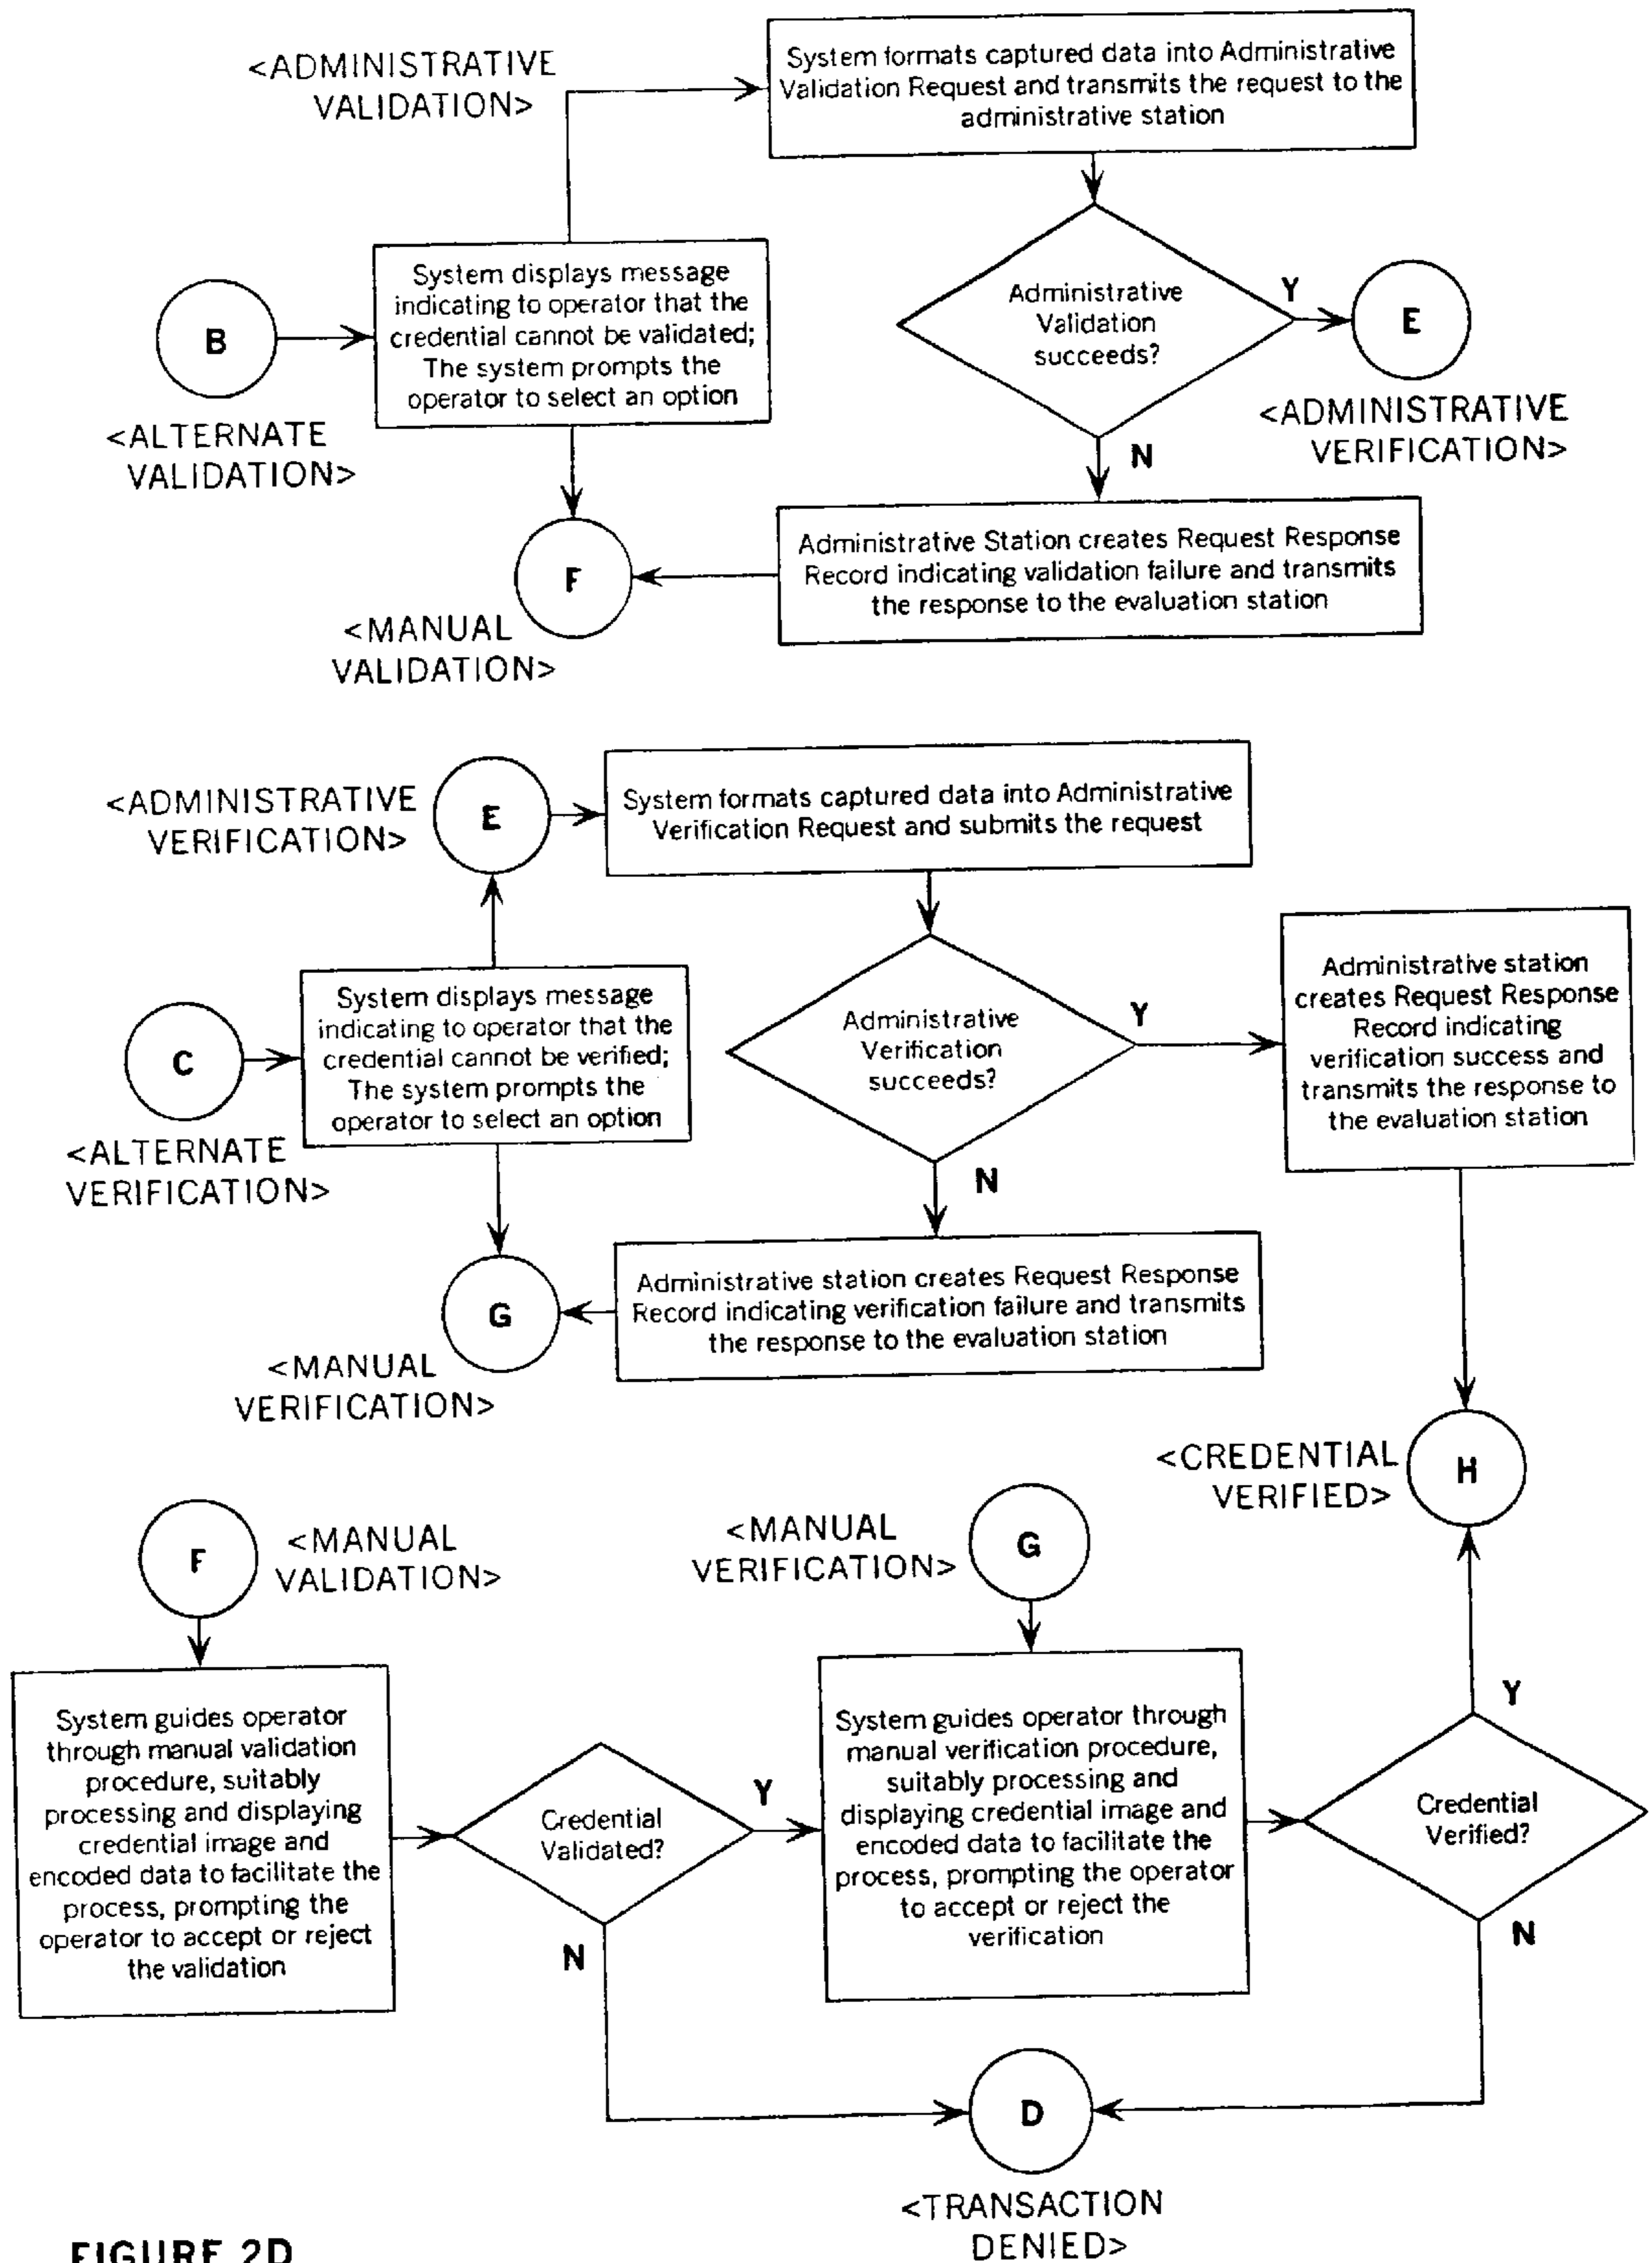 <ADMINISTRATIVE
VALIDATION>
System formats captured data into Administrative
Validation Request and transmits the request to the
administrative station
B
<ALTERNATE
VALIDATION>
System displays message
indicating to operator that the
credential cannot be validated;
The system prompts the
operator to select an option
Administrative
Validation
succeeds?
Y
E
<ADMINISTRATIVE
VERIFICATION>
N
F
<MANUAL
VALIDATION>
Administrative Station creates Request Response
Record indicating validation failure and transmits
the response to the evaluation station
<ADMINISTRATIVE
VERIFICATION>
E
System formats captured data into Administrative
Verification Request and submits the request
C
<ALTERNATE
VERIFICATION>
System displays message
indicating to operator that the
credential cannot be verified;
The system prompts the
operator to select an option
Administrative
Verification
succeeds?
Y
Administrative station
creates Request Response
Record indicating
verification success and
transmits the response to
the evaluation station
N
G
<MANUAL
VERIFICATION>
Administrative station creates Request Response
Record indicating verification failure and transmits
the response to the evaluation station
<CREDENTIAL
VERIFIED>
H
F
<MANUAL
VALIDATION>
<MANUAL
VERIFICATION>
G
System guides operator
through manual validation
procedure, suitably
processing and displaying
credential image and
encoded data to facilitate the
process, prompting the
operator to accept or reject
the validation
Credential
Validated?
Y
N
System guides operator through
manual verification procedure,
suitably processing and
displaying credential image and
encoded data to facilitate the
process, prompting the operator
to accept or reject the
verification
Credential
Verified?
Y
N
D
<TRANSACTION
DENIED>
FIGURE 2D